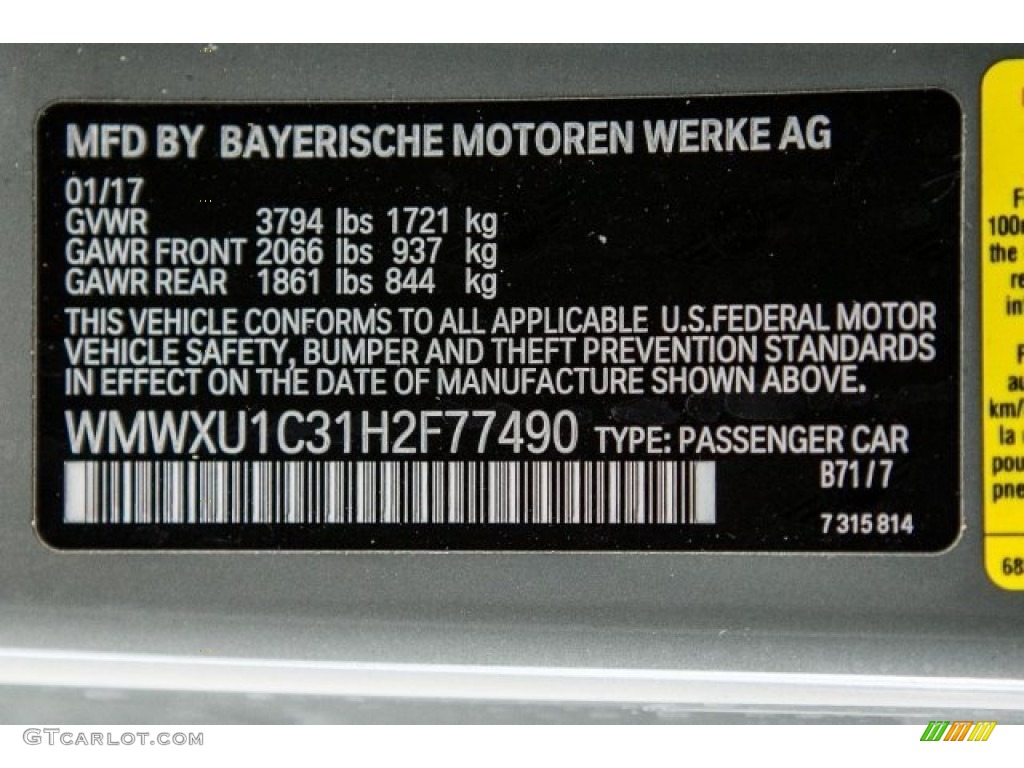 MFD BY BAYERISCHE MOTOREN WERKE AG
01/17
GVWR 3794 lbs 1721 kg
GAWR FRONT 2066 lbs 937 kg
GAWR REAR 1861 lbs 844 kg
THIS VEHICLE CONFORMS TO ALL APPLICABLE U.S.FEDERAL MOTOR
VEHICLE SAFETY, BUMPER AND THEFT PREVENTION STANDARDS
IN EFFECT ON THE DATE OF MANUFACTURE SHOWN ABOVE.
WMWXU1C31H2F77490 TYPE: PASSENGER CAR
B71/7
7 315 814
the
km/
la
GTCARLOT.COM